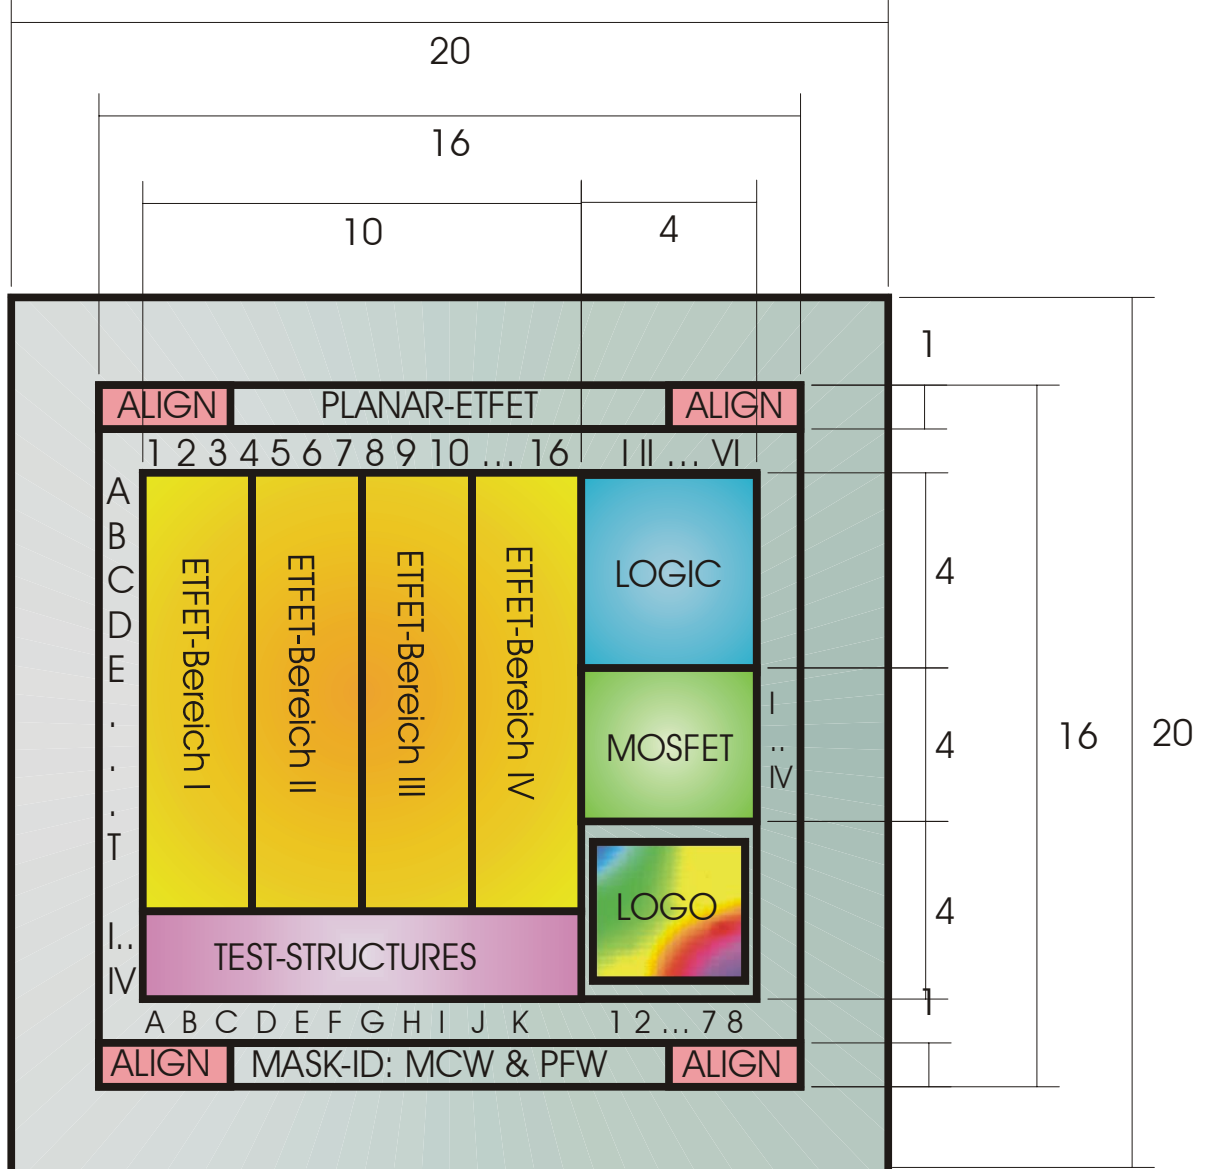 20
16
10
4
1
ALIGN PLANAR-ETFET ALIGN
1 2 3 4 5 6 7 8 9 10 ... 16 I II ... VI
A
B
C
D
E
.
.
.
T
I..
IV
ETFET-Bereich I
ETFET-Bereich II
ETFET-Bereich III
ETFET-Bereich IV
LOGIC
4
MOSFET
I
..
IV
4
16
20
LOGO
4
TEST-STRUCTURES
1
A B C D E F G H I J K 1 2 ... 7 8
ALIGN MASK-ID: MCW & PFW ALIGN